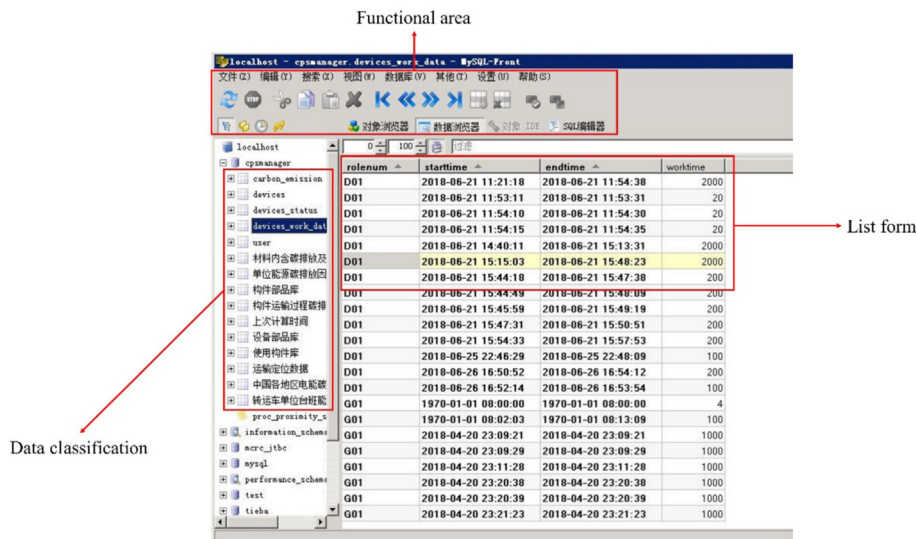 Functional area
localhost - cpsmanager.devices_work_data - MySQL-Front
文件(Z) 编辑(Y) 搜索(X) 视图(W) 数据库(V) 其他(T) 设置(U) 帮助(S)
STOP
对象浏览器 数据浏览器 对象 IDE SQL编辑器
localhost
0 100 过滤
cpsmanager
rolenum starttime endtime worktime
carbon_emission
devices
devices_status
devices_work_dat
user
材料内含碳排放及
单位能源碳排放因
构件部品库
构件运输过程碳排
上次计算时间
设备部品库
使用构件库
运输定位数据
中国各地区电能碳
转运车单位台班能
proc_proximity_s
information_schema
mcrc_jtbc
mysql
performance_schema
test
tieba
D01 2018-06-21 11:21:18 2018-06-21 11:54:38 2000
D01 2018-06-21 11:53:11 2018-06-21 11:53:31 20
D01 2018-06-21 11:54:10 2018-06-21 11:54:30 20
D01 2018-06-21 11:54:15 2018-06-21 11:54:35 20
D01 2018-06-21 14:40:11 2018-06-21 15:13:31 2000
D01 2018-06-21 15:15:03 2018-06-21 15:48:23 2000
D01 2018-06-21 15:44:18 2018-06-21 15:47:38 200
D01 2018-06-21 15:44:49 2018-06-21 15:48:09 200
D01 2018-06-21 15:45:59 2018-06-21 15:49:19 200
D01 2018-06-21 15:47:31 2018-06-21 15:50:51 200
D01 2018-06-21 15:54:33 2018-06-21 15:57:53 200
D01 2018-06-25 22:46:29 2018-06-25 22:48:09 100
D01 2018-06-26 16:50:52 2018-06-26 16:54:12 200
D01 2018-06-26 16:52:14 2018-06-26 16:53:54 100
G01 1970-01-01 08:00:00 1970-01-01 08:00:00 4
G01 1970-01-01 08:02:03 1970-01-01 08:13:09 100
G01 2018-04-20 23:09:21 2018-04-20 23:09:21 1000
G01 2018-04-20 23:09:29 2018-04-20 23:09:29 1000
G01 2018-04-20 23:11:28 2018-04-20 23:11:28 1000
G01 2018-04-20 23:20:38 2018-04-20 23:20:38 1000
G01 2018-04-20 23:20:39 2018-04-20 23:20:39 1000
G01 2018-04-20 23:21:23 2018-04-20 23:21:23 1000
List form
Data classification